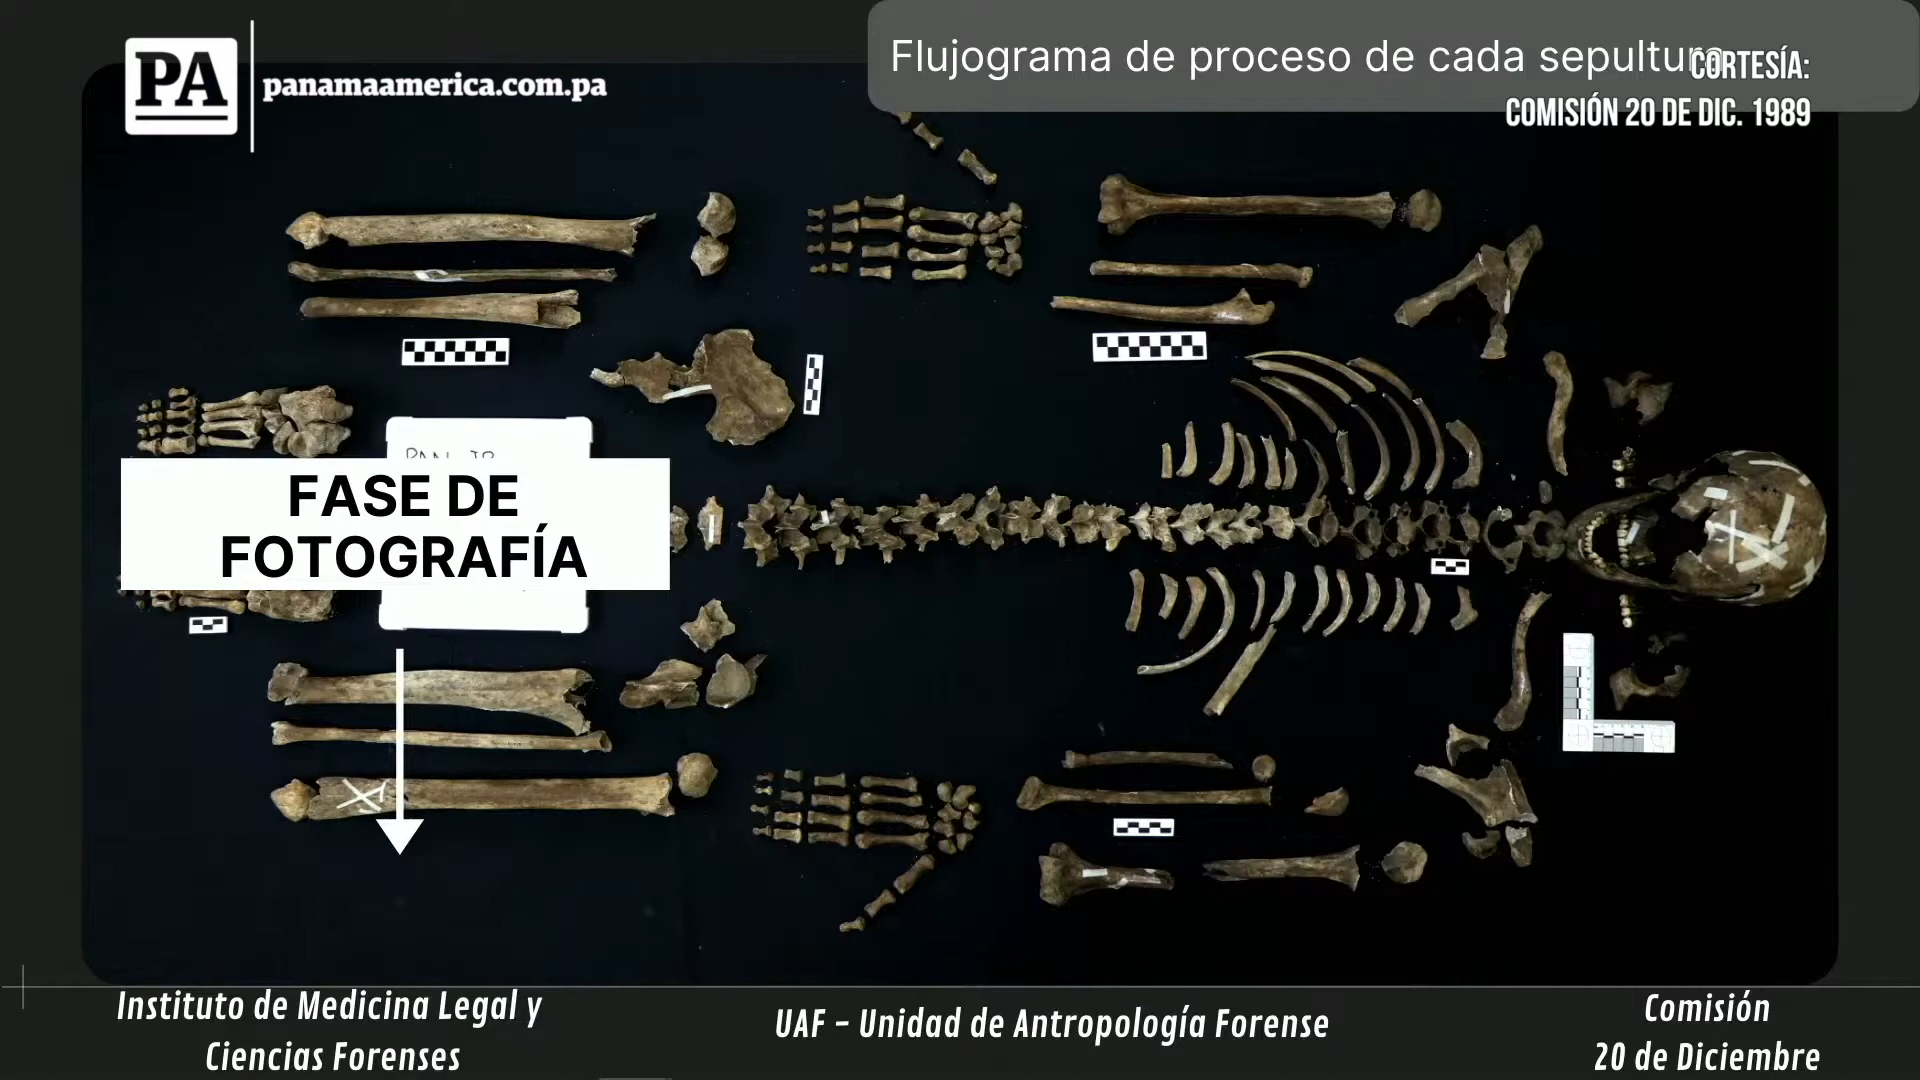 PA
panamaamerica.com.pa
Flujograma de proceso de cada sepultura
CORTESÍA:
COMISIÓN 20 DE DIC. 1989
FASE DE
FOTOGRAFÍA
Instituto de Medicina Legal y
Ciencias Forenses
UAF - Unidad de Antropología Forense
Comisión
20 de Diciembre